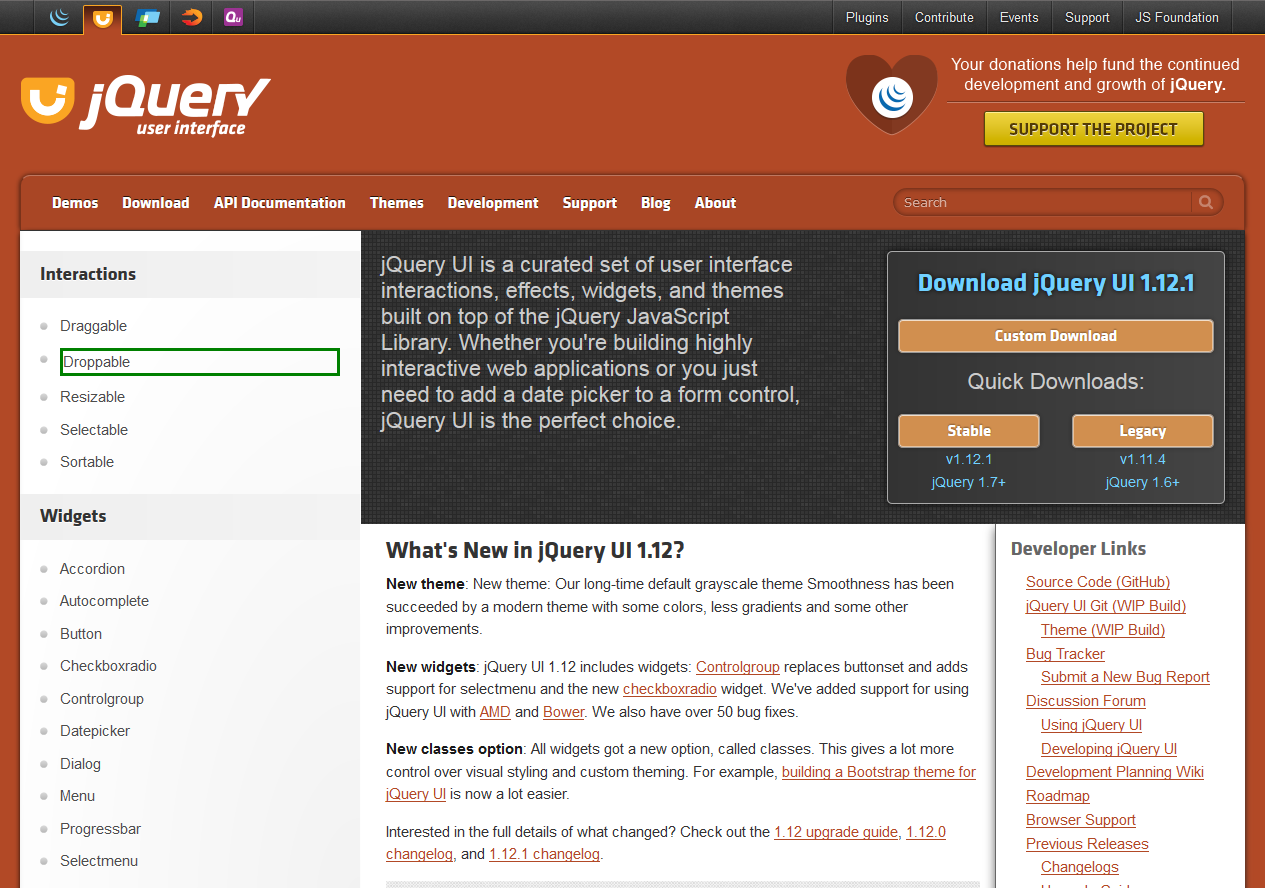 Qu
Plugins
Contribute
Events
Support
JS Foundation
jQuery
user interface
Your donations help fund the continued
development and growth of jQuery.
SUPPORT THE PROJECT
Demos
Download
API Documentation
Themes
Development
Support
Blog
About
Search
Interactions
Draggable
Droppable
Resizable
Selectable
Sortable
Widgets
Accordion
Autocomplete
Button
Checkboxradio
Controlgroup
Datepicker
Dialog
Menu
Progressbar
Selectmenu
jQuery UI is a curated set of user interface
interactions, effects, widgets, and themes
built on top of the jQuery JavaScript
Library. Whether you're building highly
interactive web applications or you just
need to add a date picker to a form control,
jQuery UI is the perfect choice.
Download jQuery UI 1.12.1
Custom Download
Quick Downloads:
Stable
v1.12.1
jQuery 1.7+
Legacy
v1.11.4
jQuery 1.6+
What's New in jQuery UI 1.12?
New theme: New theme: Our long-time default grayscale theme Smoothness has been
succeeded by a modern theme with some colors, less gradients and some other
improvements.
New widgets: jQuery UI 1.12 includes widgets: Controlgroup replaces buttonset and adds
support for selectmenu and the new checkboxradio widget. We've added support for using
jQuery UI with AMD and Bower. We also have over 50 bug fixes.
New classes option: All widgets got a new option, called classes. This gives a lot more
control over visual styling and custom theming. For example, building a Bootstrap theme for
jQuery UI is now a lot easier.
Interested in the full details of what changed? Check out the 1.12 upgrade guide, 1.12.0
changelog, and 1.12.1 changelog.
Developer Links
Source Code (GitHub)
jQuery UI Git (WIP Build)
Theme (WIP Build)
Bug Tracker
Submit a New Bug Report
Discussion Forum
Using jQuery UI
Developing jQuery UI
Development Planning Wiki
Roadmap
Browser Support
Previous Releases
Changelogs